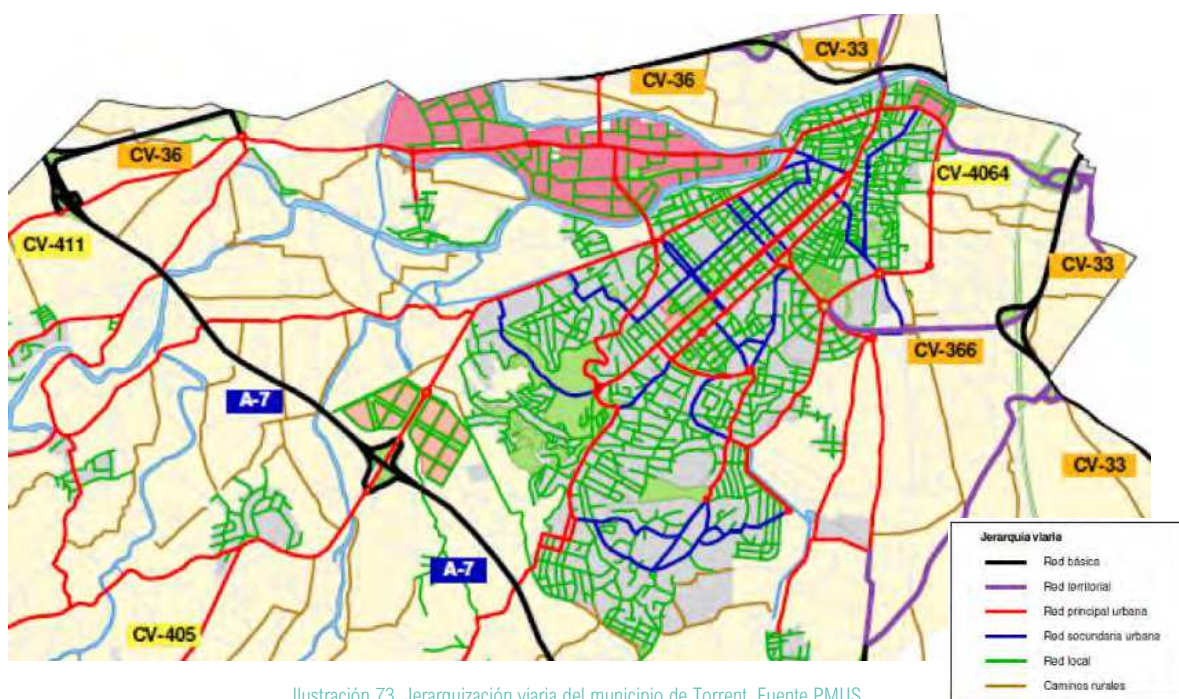 CV-33
CV-36
CV-36
CV-4064
CV-411
CV-33
CV-366
A-7
CV-33
A-7
CV-405
Jerarquía viaria
Red básica
Red territorial
Red principal urbana
Red secundaria urbana
Red local
Caminos rurales
Ilustración 73. Jerarquización viaria del municipio de Torrent. Fuente PMUS